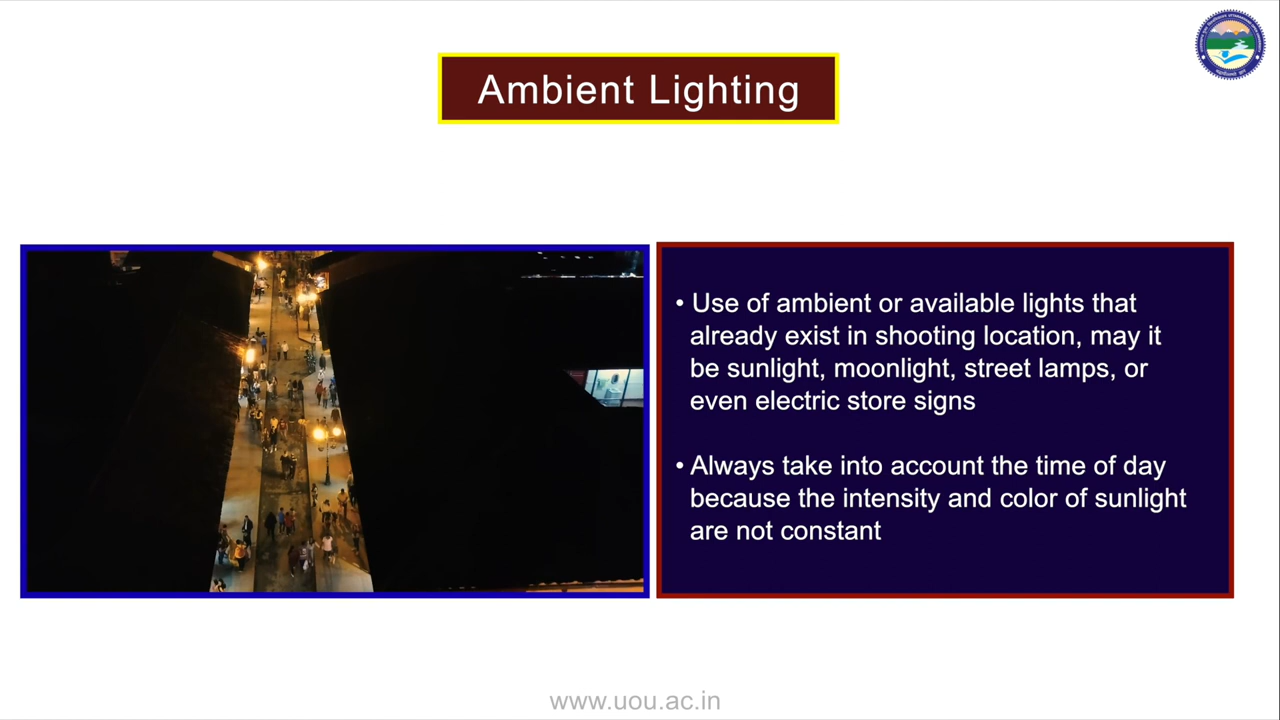 Ambient Lighting
• Use of ambient or available lights that
already exist in shooting location, may it
be sunlight, moonlight, street lamps, or
even electric store signs
• Always take into account the time of day
because the intensity and color of sunlight
are not constant
www.uou.ac.in